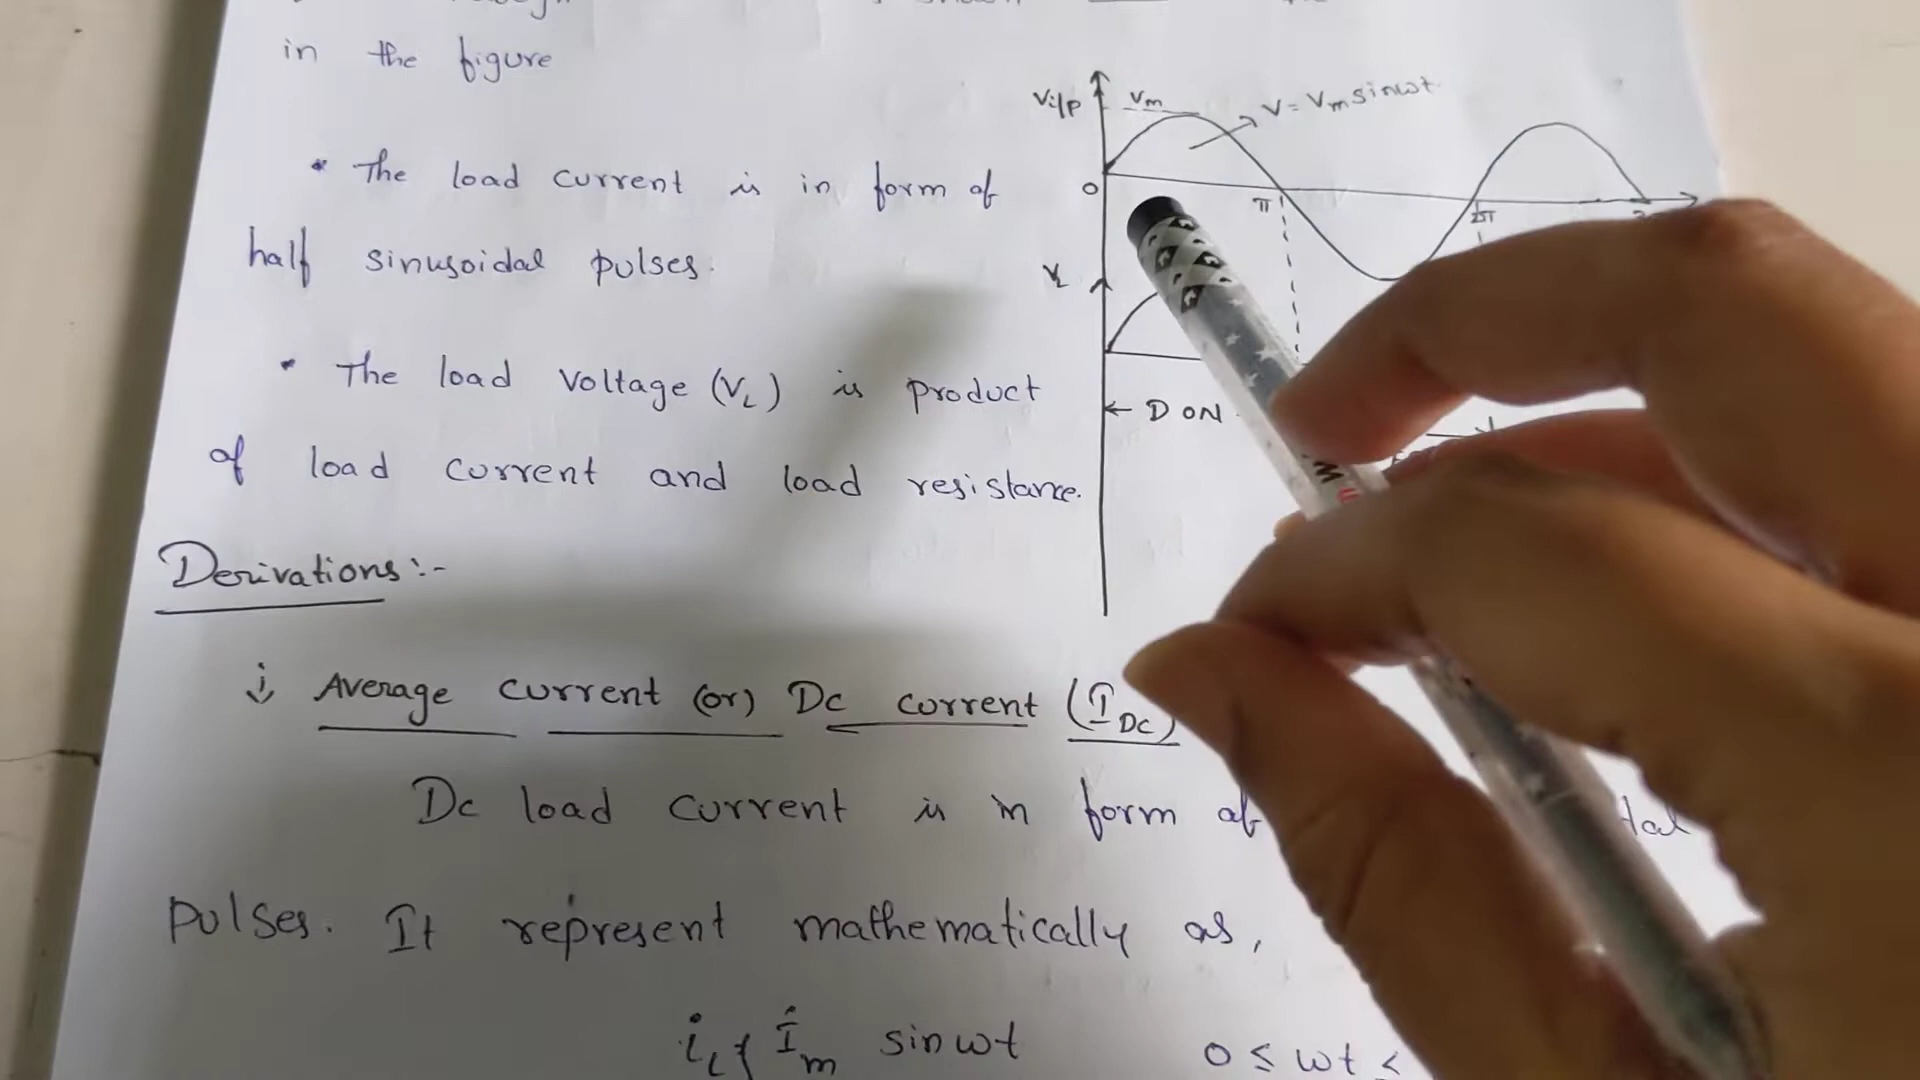 in the figure
Vi/p Vm V = Vm sinωt
• The load current is in form of
0 π 2π
half sinusoidal pulses.
VL
• The load voltage (VL) is product
← D ON
of load current and load resistance.
Derivations :-
i) Average current (or) Dc current (IDC)
Dc load current is in form of
pulses. It represent mathematically as,
iL { Im sinωt 0 ≤ ωt ≤